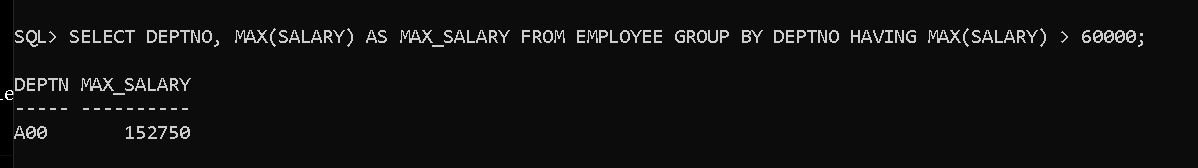 SQL> SELECT DEPTNO, MAX(SALARY) AS MAX_SALARY FROM EMPLOYEE GROUP BY DEPTNO HAVING MAX(SALARY) > 60000;
DEPTN MAX_SALARY
----- ----------
A00 152750